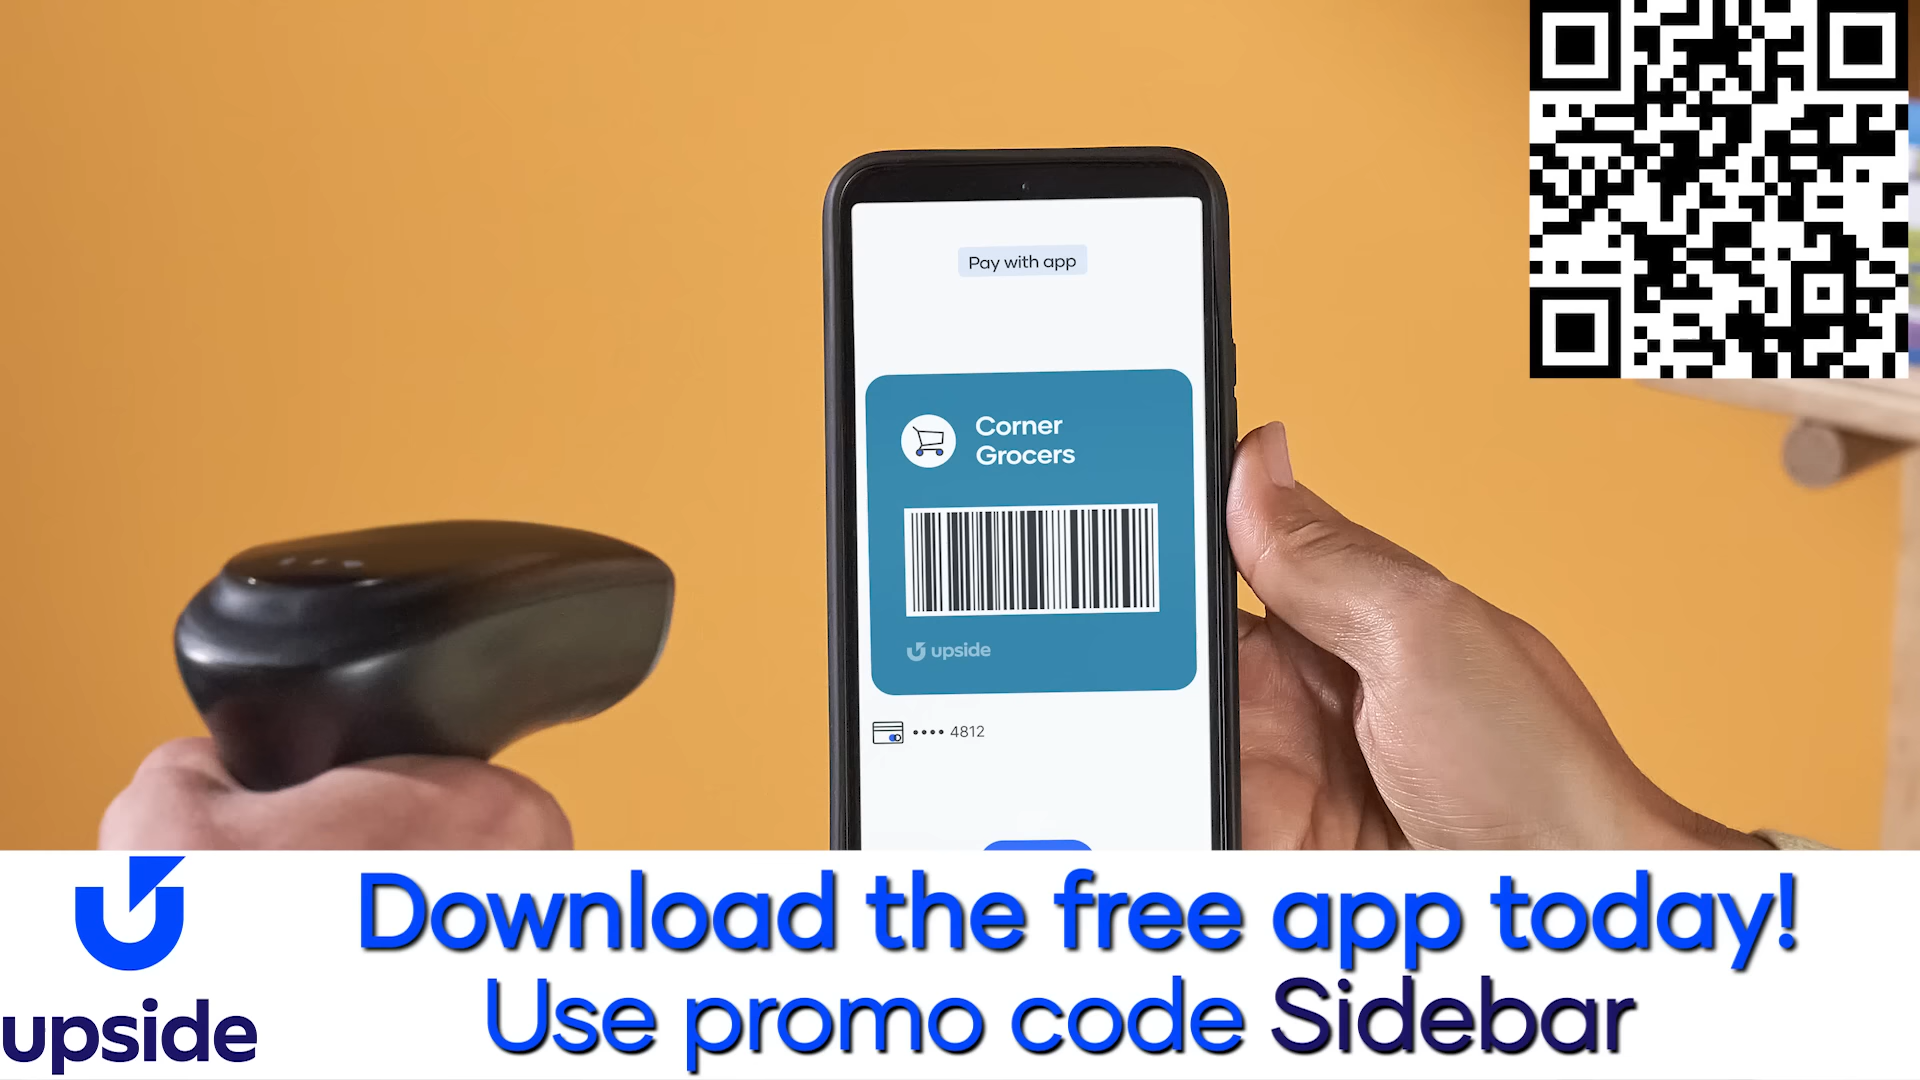 Pay with app
Corner
Grocers
upside
•••• 4812
Download the free app today!
Use promo code Sidebar
upside